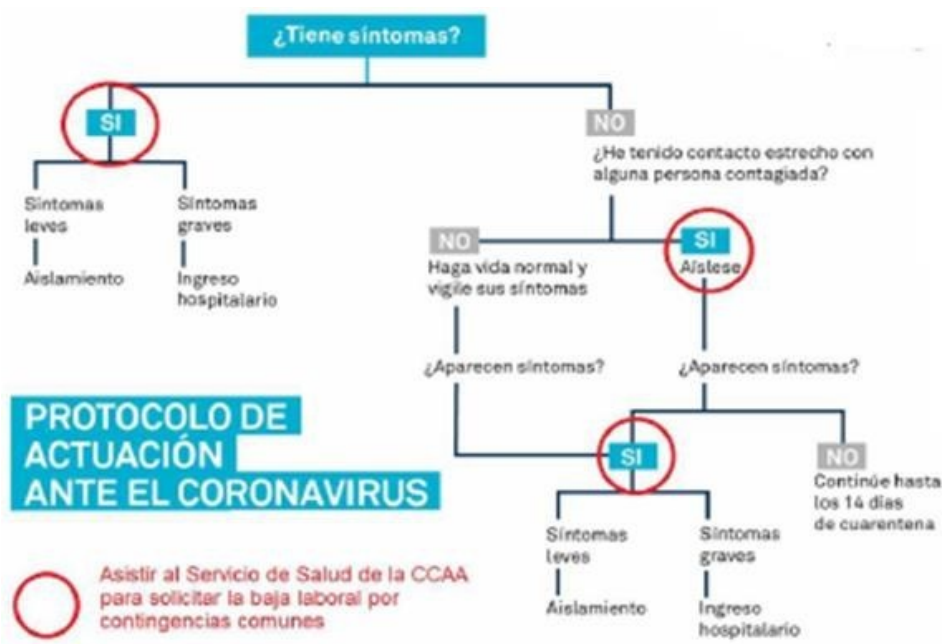 ¿Tiene síntomas?
SI
NO
¿He tenido contacto estrecho con
alguna persona contagiada?
Síntomas
leves
Síntomas
graves
Aislamiento
Ingreso
hospitalario
NO
Haga vida normal y
vigile sus síntomas
SI
Aíslese
¿Aparecen síntomas?
¿Aparecen síntomas?
PROTOCOLO DE
ACTUACIÓN
ANTE EL CORONAVIRUS
SI
NO
Continúe hasta
los 14 días
de cuarentena
Síntomas
leves
Síntomas
graves
Aislamiento
Ingreso
hospitalario
Asistir al Servicio de Salud de la CCAA
para solicitar la baja laboral por
contingencias comunes